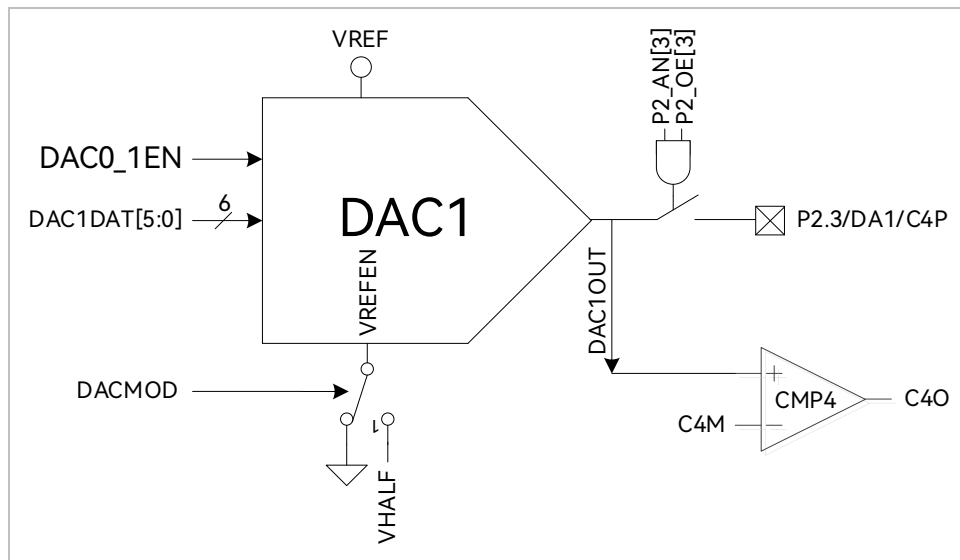 VREF
P2_AN[3]
P2_OE[3]
DAC0_1EN
DAC1DAT[5:0]
6
DAC1
P2.3/DA1/C4P
VREFEN
DAC1OUT
DACMOD
+
CMP4
C4O
C4M
1
VHALF